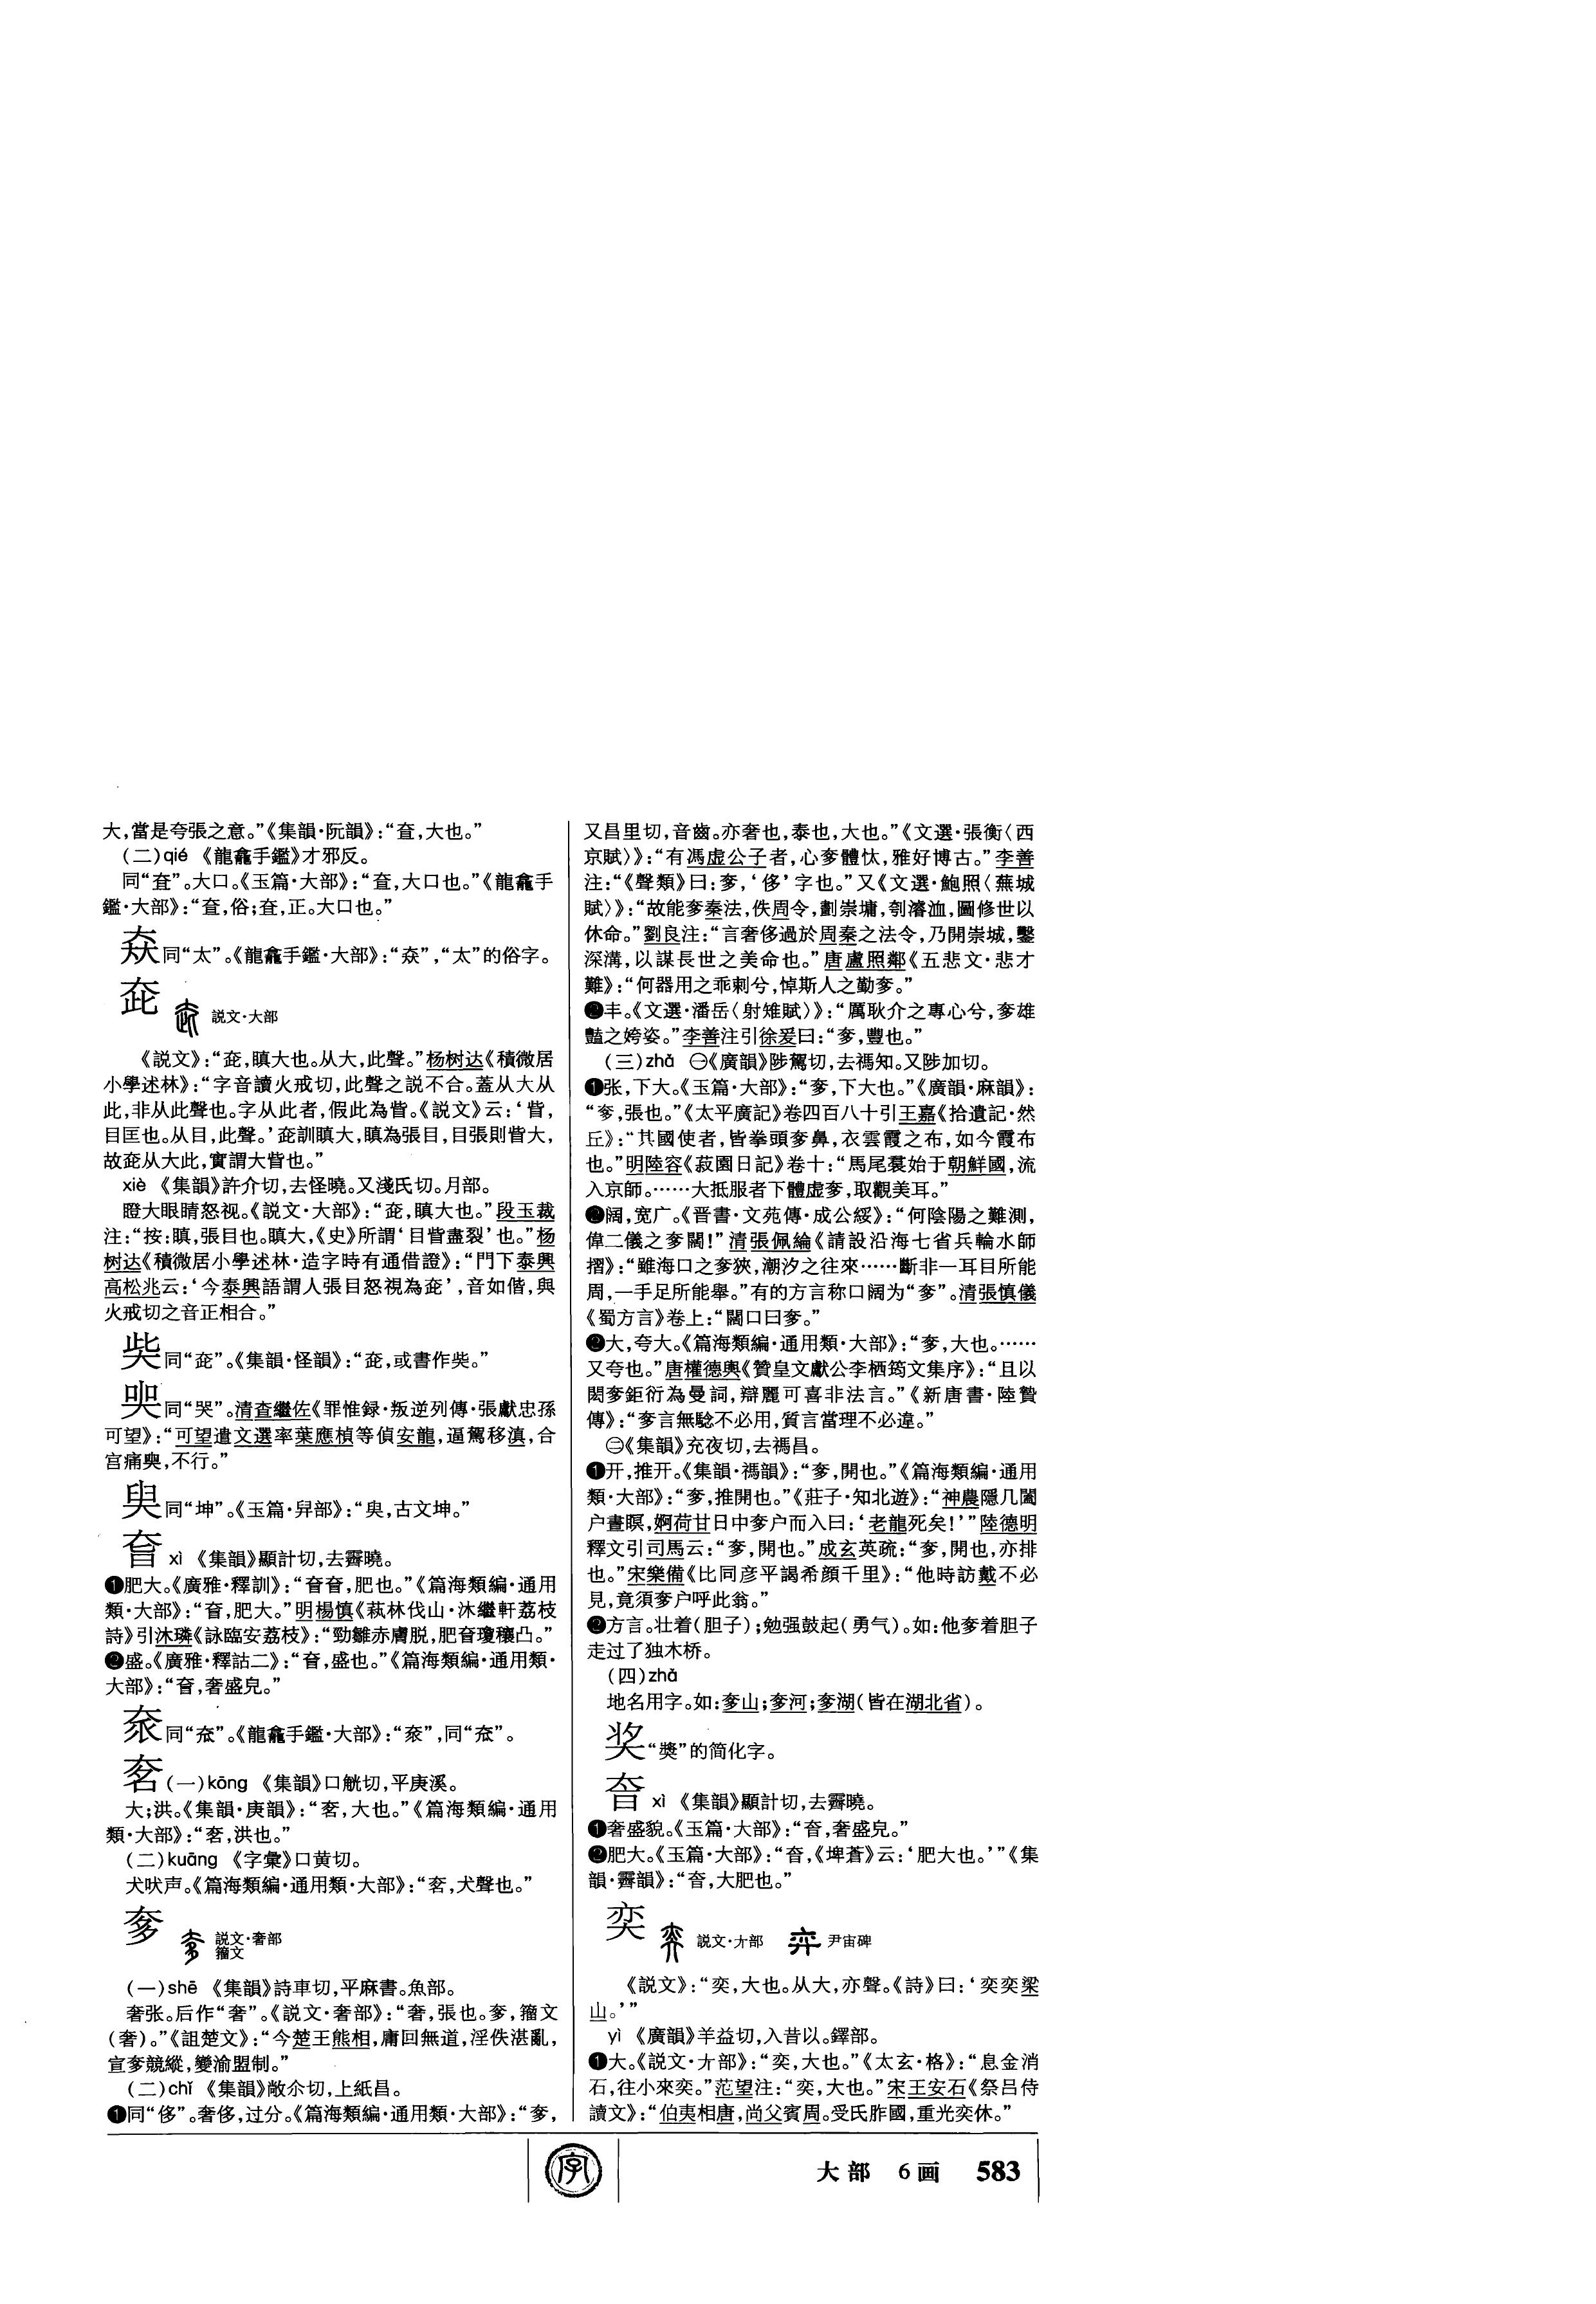 大，當是夸張之意。”《集韻·阮韻》：“𡘙，大也。”
（二）qié 《龍龕手鑑》才邪反。
同“𡗨”。大口。《玉篇·大部》：“𡘙，大口也。”《龍龕手
鑑·大部》：“𡘙，俗；𡗨，正。大口也。”
同“太”。《龍龕手鑑·大部》：“”，“太”的俗字。
㚖 説文·大部
《説文》：“㚖，瞋大也。从大，此聲。”杨树达《積微居
小學述林》：“字音讀火戒切，此聲之説不合。蓋从大从
此，非从此聲也。字从此者，假此為眥。《説文》云：‘眥，
目匡也。从目，此聲。’㚖訓瞋大，瞋為張目，目張則眥大，
故㚖从大此，實謂大眥也。”
xiè 《集韻》許介切，去怪曉。又淺氏切。月部。
瞪大眼睛怒视。《説文·大部》：“㚖，瞋大也。”段玉裁
注：“按：瞋，張目也。瞋大，《史》所謂‘目眥盡裂’也。”杨
树达《積微居小學述林·造字時有通借證》：“門下泰興
高松兆云：‘今泰興語謂人張目怒視為㚖’，音如偕，與
火戒切之音正相合。”
同“㚖”。《集韻·怪韻》：“㚖，或書作。”
同“哭”。清查繼佐《罪惟録·叛逆列傳·張獻忠孫
可望》：“可望遣文選率葉應楨等偵安龍，逼駕移滇，合
宫痛，不行。”
同“坤”。《玉篇·舁部》：“，古文坤。”
xì 《集韻》顯計切，去霽曉。
❶肥大。《廣雅·釋訓》：“，肥也。”《篇海類編·通用
類·大部》：“，肥大。”明楊慎《萟林伐山·沐繼軒荔枝
詩》引沐璘《詠臨安荔枝》：“勁雛赤膚脱，肥瓊穰凸。”
❷盛。《廣雅·釋詁二》：“，盛也。”《篇海類編·通用類·
大部》：“，奢盛皃。”
同“”。《龍龕手鑑·大部》：“”，同“”。
（一）kōng 《集韻》口觥切，平庚溪。
大；洪。《集韻·庚韻》：“，大也。”《篇海類編·通用
類·大部》：“，洪也。”
（二）kuāng 《字彙》口黄切。
犬吠声。《篇海類編·通用類·大部》：“，犬聲也。”
奓 説文·奢部
籀文
（一）shē 《集韻》詩車切，平麻書。魚部。
奢张。后作“奢”。《説文·奢部》：“奢，張也。奓，籀文
（奢）。”《詛楚文》：“今楚王熊相，庸回無道，淫佚湛亂，
宣奓競縱，變渝盟制。”
（二）chǐ 《集韻》敞尒切，上紙昌。
❶同“侈”。奢侈，过分。《篇海類編·通用類·大部》：“奓，
又昌里切，音齒。亦奢也，泰也，大也。”《文選·張衡〈西
京賦〉》：“有馮虚公子者，心奓體忲，雅好博古。”李善
注：“《聲類》曰：奓，‘侈’字也。”又《文選·鮑照〈蕪城
賦〉》：“故能奓秦法，佚周令，劃崇墉，刳濬洫，圖修世以
休命。”劉良注：“言奢侈過於周秦之法令，乃開崇城，鑿
深溝，以謀長世之美命也。”唐盧照鄰《五悲文·悲才
難》：“何器用之乖剌兮，悼斯人之勤奓。”
❷丰。《文選·潘岳〈射雉賦〉》：“厲耿介之專心兮，奓雄
豔之姱姿。”李善注引徐爰曰：“奓，豐也。”
（三）zhà ㊀《廣韻》陟駕切，去禡知。又陟加切。
❶张，下大。《玉篇·大部》：“奓，下大也。”《廣韻·麻韻》：
“奓，張也。”《太平廣記》卷四百八十引王嘉《拾遺記·然
丘》：“其國使者，皆拳頭奓鼻，衣雲霞之布，如今霞布
也。”明陸容《菽園日記》卷十：“馬尾裙始于朝鮮國，流
入京師。……大抵服者下體虚奓，取觀美耳。”
❷阔，宽广。《晋書·文苑傳·成公綏》：“何陰陽之難測，
偉二儀之奓闊！”清張佩綸《請設沿海七省兵輪水師
摺》：“雖海口之奓狹，潮汐之往來……斷非一耳目所能
周，一手足所能舉。”有的方言称口阔为“奓”。清張慎儀
《蜀方言》卷上：“闊口曰奓。”
❷大，夸大。《篇海類編·通用類·大部》：“奓，大也。……
又夸也。”唐權德輿《贊皇文獻公李栖筠文集序》：“且以
閎奓鉅衍為曼詞，辯麗可喜非法言。”《新唐書·陸贄
傳》：“奓言無騐不必用，質言當理不必違。”
㊁《集韻》充夜切，去禡昌。
❶开，推开。《集韻·禡韻》：“奓，開也。”《篇海類編·通用
類·大部》：“奓，推開也。”《莊子·知北遊》：“神農隱几闔
户晝瞑，婀荷甘日中奓户而入曰：‘老龍死矣！’”陸德明
釋文引司馬云：“奓，開也。”成玄英疏：“奓，開也，亦排
也。”宋樂備《比同彦平謁希顔千里》：“他時訪戴不必
見，竟須奓户呼此翁。”
❷方言。壮着（胆子）；勉强鼓起（勇气）。如：他奓着胆子
走过了独木桥。
（四）zhǎ
地名用字。如：奓山；奓河；奓湖（皆在湖北省）。
奖“奬”的简化字。
xì 《集韻》顯計切，去霽曉。
❶奢盛貌。《玉篇·大部》：“，奢盛皃。”
❷肥大。《玉篇·大部》：“，《埤蒼》云：‘肥大也。’”《集
韻·霽韻》：“，大肥也。”
奕 説文·亣部 尹宙碑
《説文》：“奕，大也。从大，亦聲。《詩》曰：‘奕奕梁
山。’”
yì 《廣韻》羊益切，入昔以。鐸部。
❶大。《説文·亣部》：“奕，大也。”《太玄·格》：“息金消
石，往小來奕。”范望注：“奕，大也。”宋王安石《祭吕侍
讀文》：“伯夷相唐，尚父賓周。受氏胙國，重光奕休。”
字
大部 6画 583